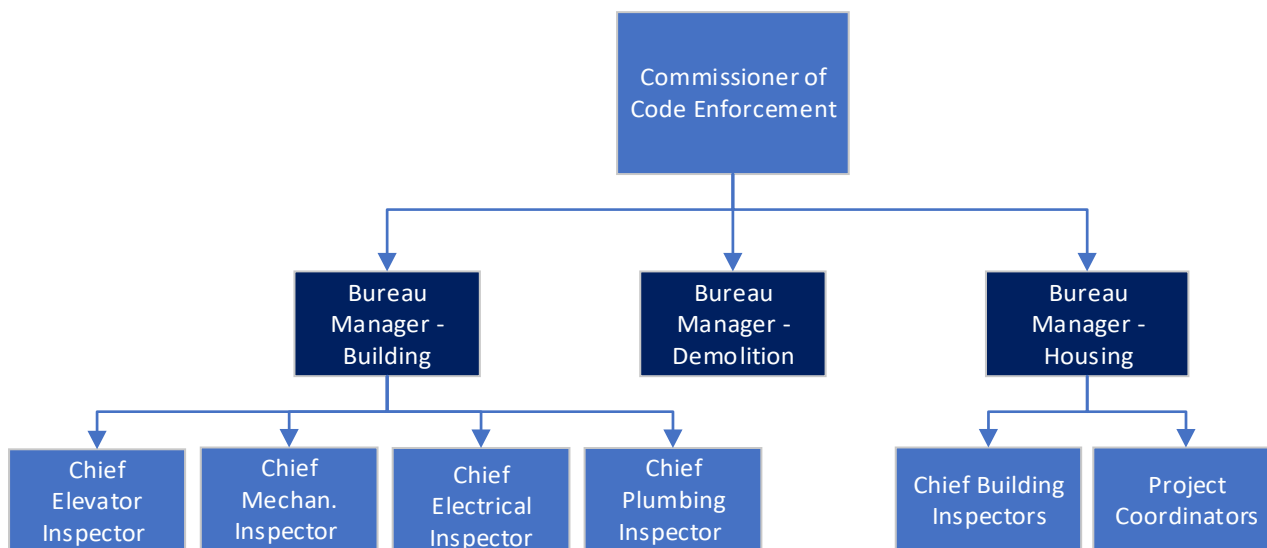 Commissioner of
Code Enforcement
Bureau
Manager -
Building
Bureau
Manager -
Demolition
Bureau
Manager -
Housing
Chief
Elevator
Inspector
Chief
Mechan.
Inspector
Chief
Electrical
Inspector
Chief
Plumbing
Inspector
Chief Building
Inspectors
Project
Coordinators